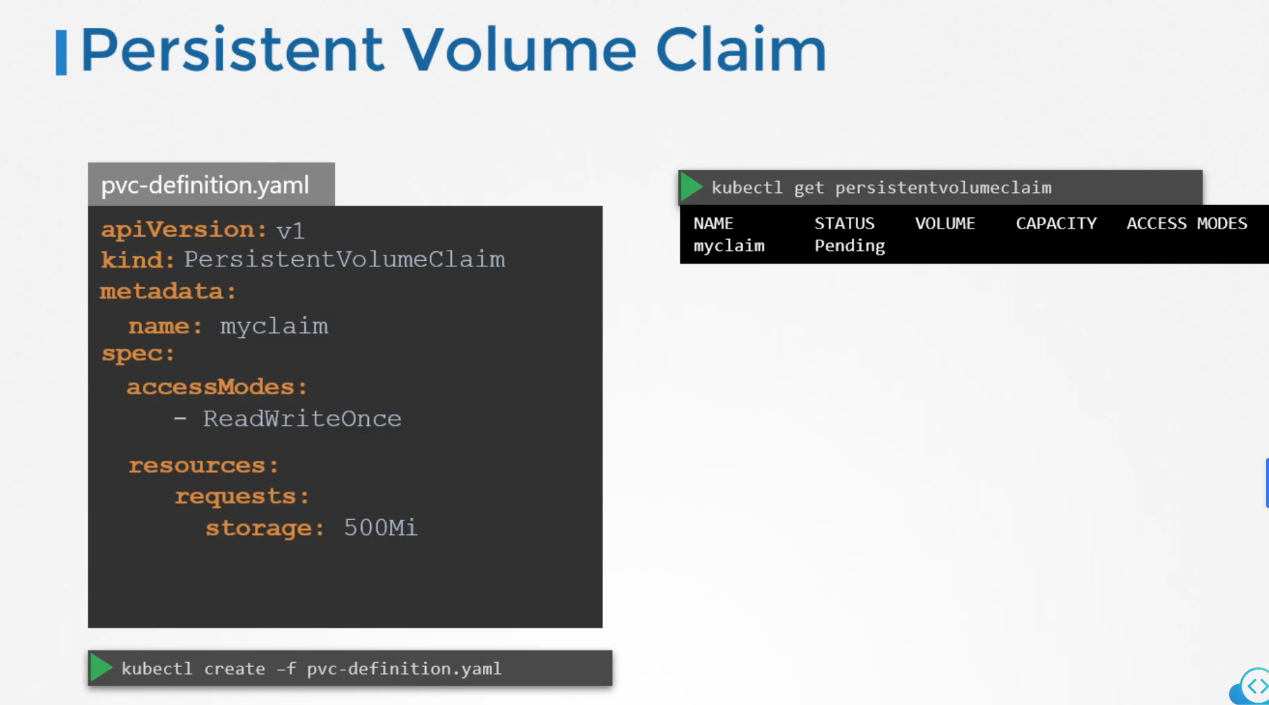 Persistent Volume Claim
pvc-definition.yaml
apiVersion: v1
kind: PersistentVolumeClaim
metadata:
name: myclaim
spec:
accessModes:
- ReadWriteOnce
resources:
requests:
storage: 500Mi
kubectl create –f pvc-definition.yaml
kubectl get persistentvolumeclaim
NAME STATUS VOLUME CAPACITY ACCESS MODES
myclaim Pending